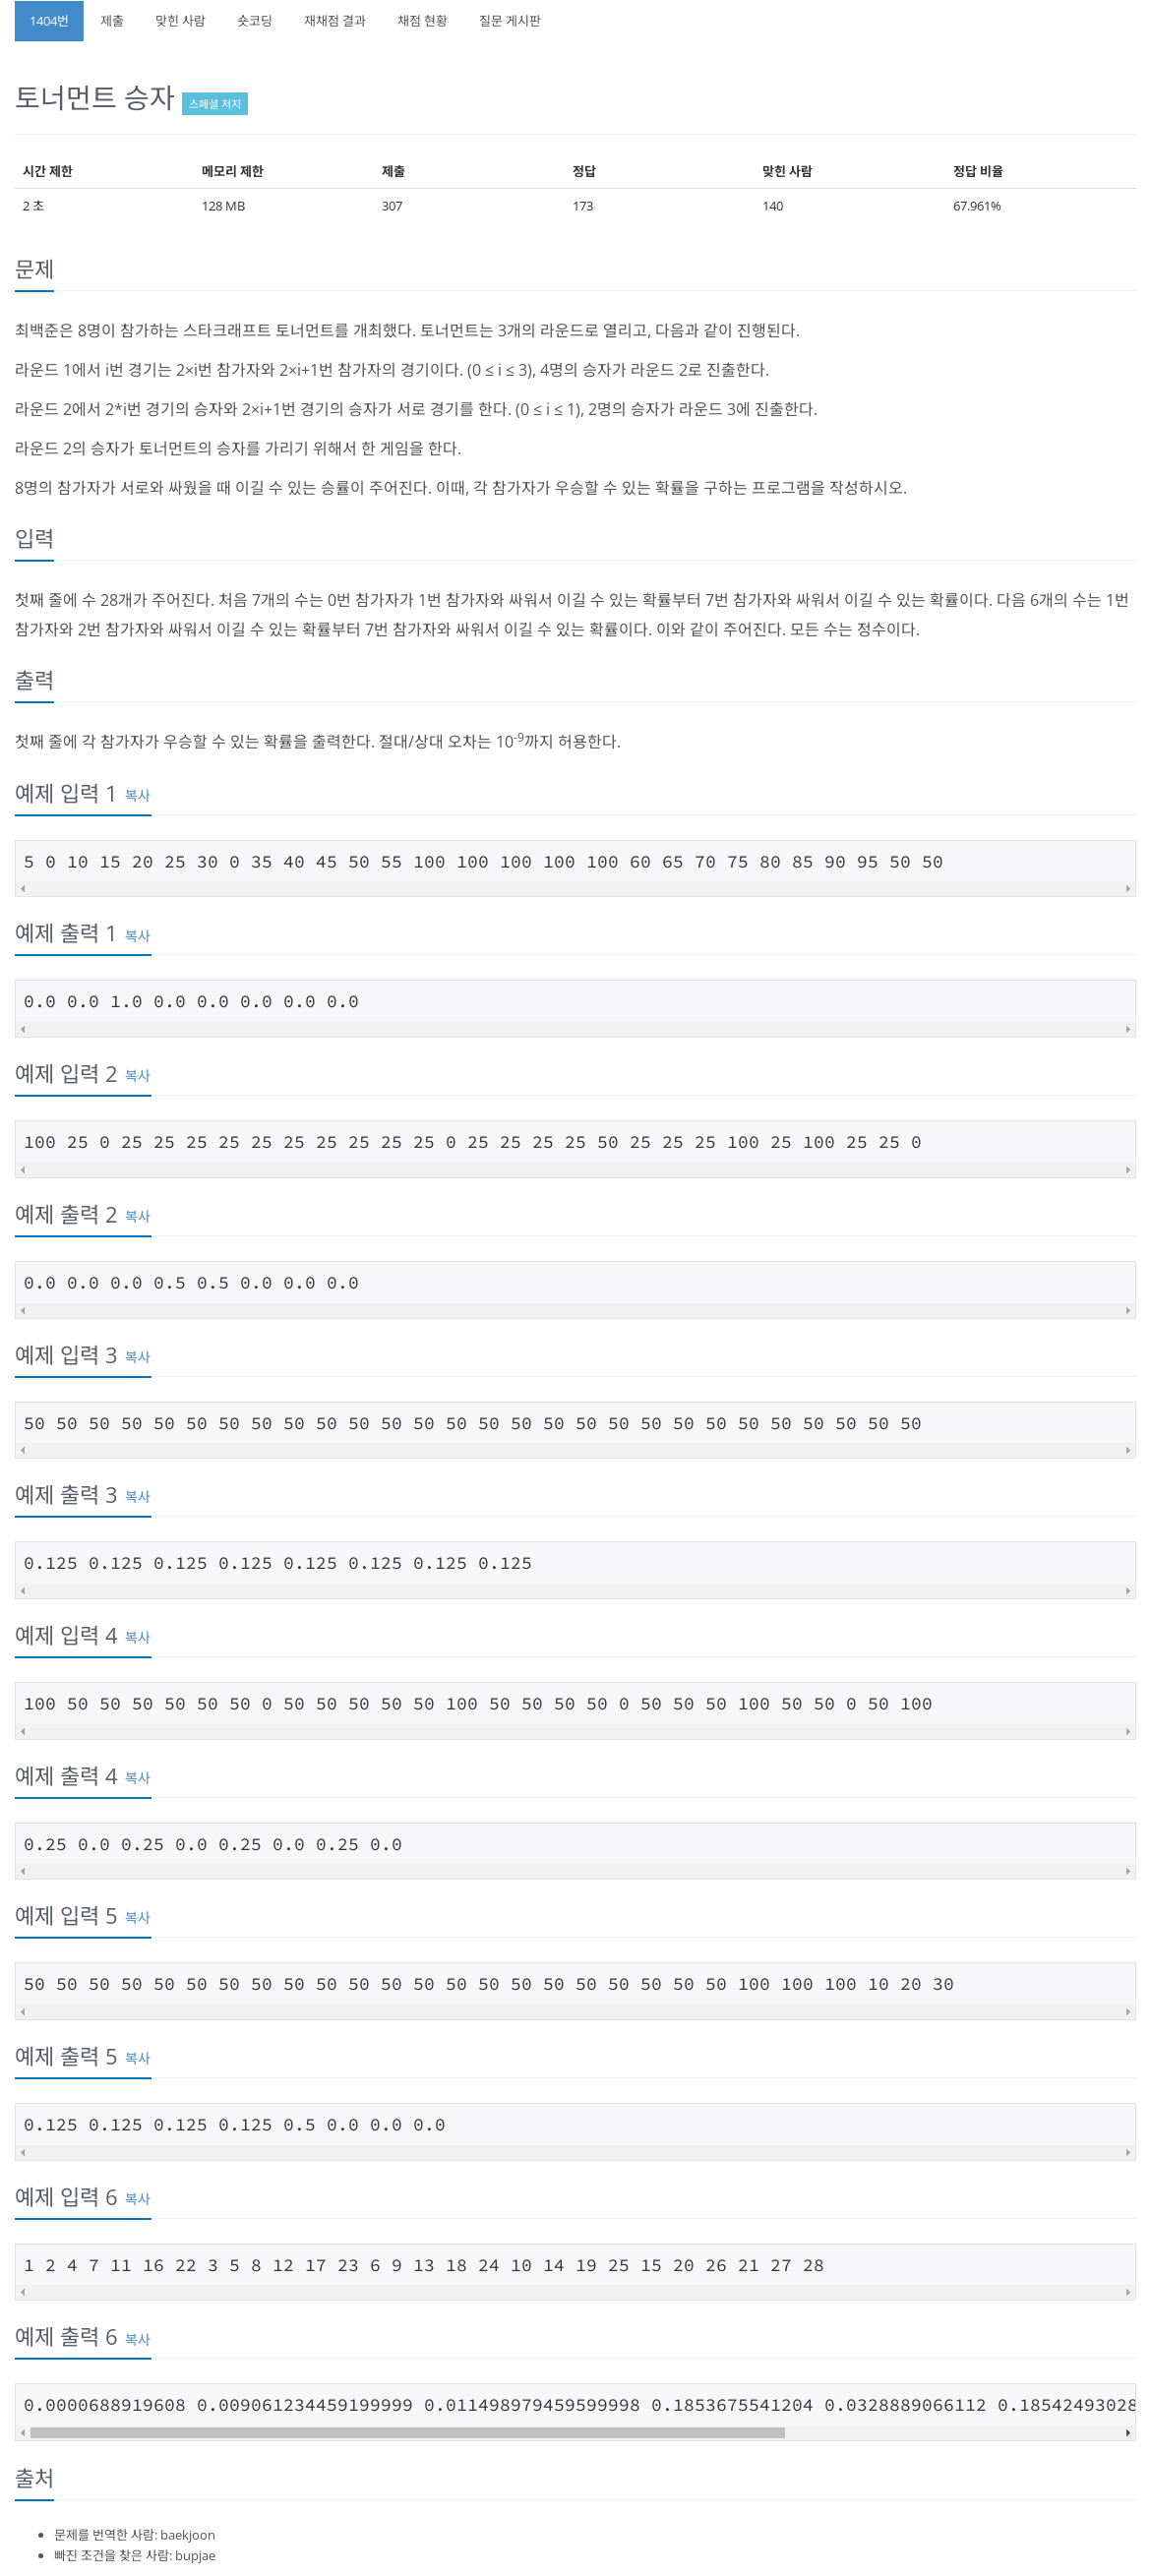 1404번 제출 맞힌 사람 숏코딩 재채점 결과 채점 현황 질문 게시판
토너먼트 승자 스페셜 저지
시간 제한 메모리 제한 제출 정답 맞힌 사람 정답 비율
2 초 128 MB 307 173 140 67.961%
문제
최백준은 8명이 참가하는 스타크래프트 토너먼트를 개최했다. 토너먼트는 3개의 라운드로 열리고, 다음과 같이 진행된다.
라운드 1에서 i번 경기는 2×i번 참가자와 2×i+1번 참가자의 경기이다. (0 ≤ i ≤ 3), 4명의 승자가 라운드 2로 진출한다.
라운드 2에서 2*i번 경기의 승자와 2×i+1번 경기의 승자가 서로 경기를 한다. (0 ≤ i ≤ 1), 2명의 승자가 라운드 3에 진출한다.
라운드 2의 승자가 토너먼트의 승자를 가리기 위해서 한 게임을 한다.
8명의 참가자가 서로와 싸웠을 때 이길 수 있는 승률이 주어진다. 이때, 각 참가자가 우승할 수 있는 확률을 구하는 프로그램을 작성하시오.
입력
첫째 줄에 수 28개가 주어진다. 처음 7개의 수는 0번 참가자가 1번 참가자와 싸워서 이길 수 있는 확률부터 7번 참가자와 싸워서 이길 수 있는 확률이다. 다음 6개의 수는 1번
참가자와 2번 참가자와 싸워서 이길 수 있는 확률부터 7번 참가자와 싸워서 이길 수 있는 확률이다. 이와 같이 주어진다. 모든 수는 정수이다.
출력
첫째 줄에 각 참가자가 우승할 수 있는 확률을 출력한다. 절대/상대 오차는 10-9까지 허용한다.
예제 입력 1 복사
5 0 10 15 20 25 30 0 35 40 45 50 55 100 100 100 100 100 60 65 70 75 80 85 90 95 50 50
예제 출력 1 복사
0.0 0.0 1.0 0.0 0.0 0.0 0.0 0.0
예제 입력 2 복사
100 25 0 25 25 25 25 25 25 25 25 25 25 0 25 25 25 25 50 25 25 25 100 25 100 25 25 0
예제 출력 2 복사
0.0 0.0 0.0 0.5 0.5 0.0 0.0 0.0
예제 입력 3 복사
50 50 50 50 50 50 50 50 50 50 50 50 50 50 50 50 50 50 50 50 50 50 50 50 50 50 50 50
예제 출력 3 복사
0.125 0.125 0.125 0.125 0.125 0.125 0.125 0.125
예제 입력 4 복사
100 50 50 50 50 50 50 0 50 50 50 50 50 100 50 50 50 50 0 50 50 50 100 50 50 0 50 100
예제 출력 4 복사
0.25 0.0 0.25 0.0 0.25 0.0 0.25 0.0
예제 입력 5 복사
50 50 50 50 50 50 50 50 50 50 50 50 50 50 50 50 50 50 50 50 50 50 100 100 100 10 20 30
예제 출력 5 복사
0.125 0.125 0.125 0.125 0.5 0.0 0.0 0.0
예제 입력 6 복사
1 2 4 7 11 16 22 3 5 8 12 17 23 6 9 13 18 24 10 14 19 25 15 20 26 21 27 28
예제 출력 6 복사
0.0000688919608 0.009061234459199999 0.011498979459599998 0.1853675541204 0.0328889066112 0.18542493028
출처
문제를 번역한 사람: baekjoon
빠진 조건을 찾은 사람: bupjae